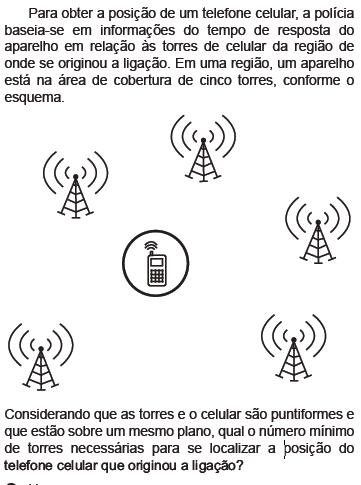 Para obter a posição de um telefone celular, a polícia
baseia-se em informações do tempo de resposta do
aparelho em relação às torres de celular da região de
onde se originou a ligação. Em uma região, um aparelho
está na área de cobertura de cinco torres, conforme o
esquema.
Considerando que as torres e o celular são puntiformes e
que estão sobre um mesmo plano, qual o número mínimo
de torres necessárias para se localizar a posição do
telefone celular que originou a ligação?